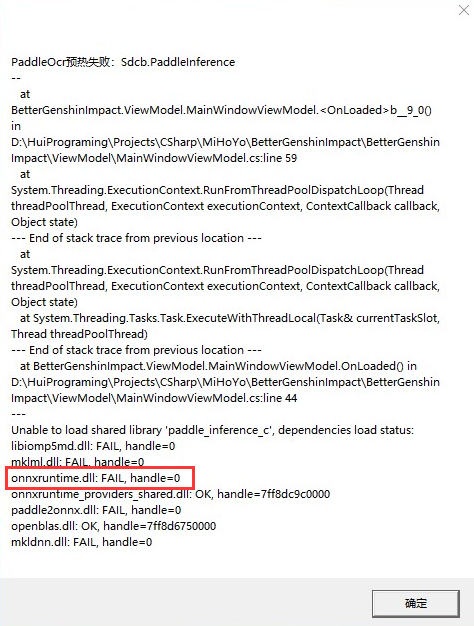 PaddleOcr预热失败：Sdcb.PaddleInference
--
at
BetterGenshinImpact.ViewModel.MainWindowViewModel.<OnLoaded>b__9_0()
in
D:\HuiPrograming\Projects\CSharp\MiHoYo\BetterGenshinImpact\BetterGenshin
Impact\ViewModel\MainWindowViewModel.cs:line 59
at
System.Threading.ExecutionContext.RunFromThreadPoolDispatchLoop(Thread
threadPoolThread, ExecutionContext executionContext, ContextCallback callback,
Object state)
--- End of stack trace from previous location ---
at
System.Threading.ExecutionContext.RunFromThreadPoolDispatchLoop(Thread
threadPoolThread, ExecutionContext executionContext, ContextCallback callback,
Object state)
at System.Threading.Tasks.Task.ExecuteWithThreadLocal(Task& currentTaskSlot,
Thread threadPoolThread)
--- End of stack trace from previous location ---
at BetterGenshinImpact.ViewModel.MainWindowViewModel.OnLoaded() in
D:\HuiPrograming\Projects\CSharp\MiHoYo\BetterGenshinImpact\BetterGenshin
Impact\ViewModel\MainWindowViewModel.cs:line 44
---
Unable to load shared library 'paddle_inference_c', dependencies load status:
libiomp5md.dll: FAIL, handle=0
mklml.dll: FAIL, handle=0
onnxruntime.dll: FAIL, handle=0
onnxruntime_providers_shared.dll: OK, handle=7ff8dc9c0000
paddle2onnx.dll: FAIL, handle=0
openblas.dll: OK, handle=7ff8d6750000
mkldnn.dll: FAIL, handle=0
确定